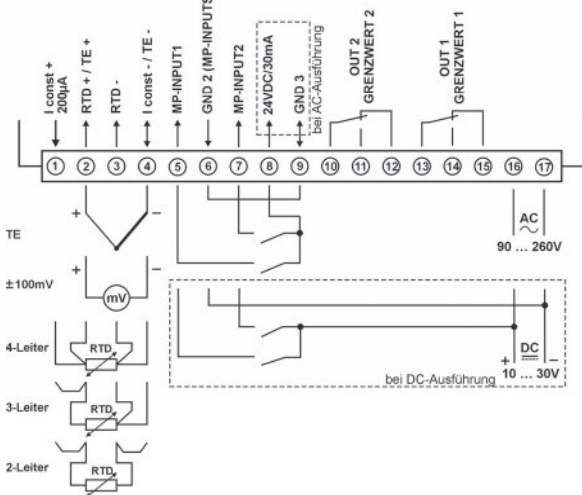 I const +
200µA
RTD + / TE +
RTD -
I const - / TE -
MP-INPUT1
GND 2 (MP-INPUTS
MP-INPUT2
24VDC/30mA
GND 3
bei AC-Ausführung
OUT 2
GRENZWERT 2
OUT 1
GRENZWERT 1
1 2 3 4 5 6 7 8 9 10 11 12 13 14 15 16 17
+ −
TE
AC
90 ... 260V
+ −
±100mV
mV
4-Leiter
RTD
+ DC −
10 ... 30V
bei DC-Ausführung
3-Leiter
RTD
2-Leiter
RTD